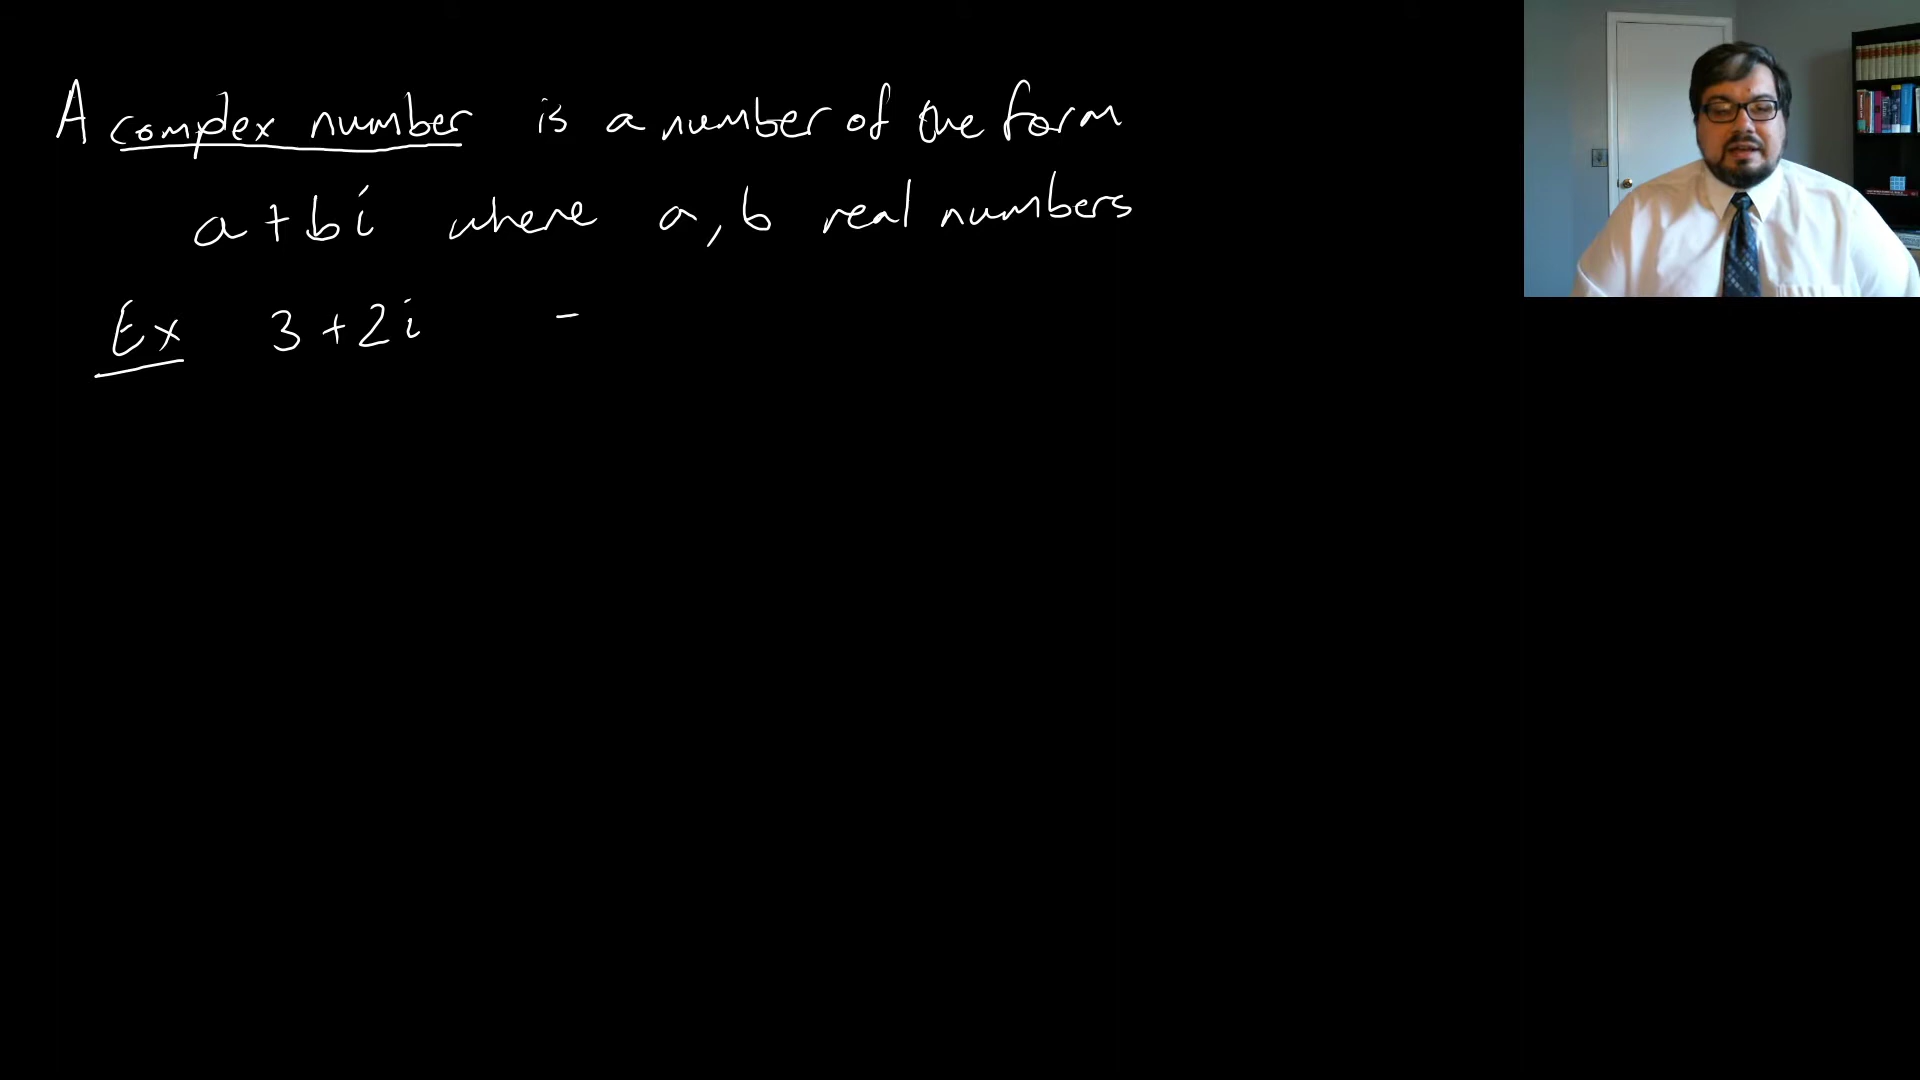 A complex number is a number of the form
a + bi where a, b real numbers
Ex 3 + 2i -